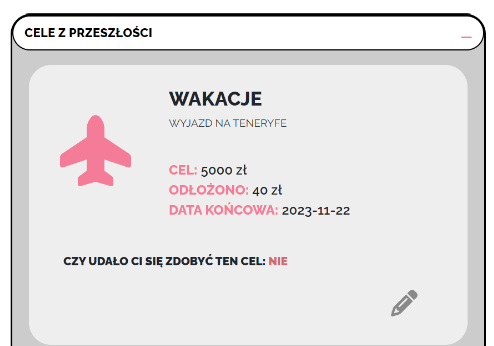 CELE Z PRZESZŁOŚCI
WAKACJE
WYJAZD NA TENERYFE
CEL: 5000 zł
ODŁOŻONO: 40 zł
DATA KOŃCOWA: 2023-11-22
CZY UDAŁO CI SIĘ ZDOBYĆ TEN CEL: NIE